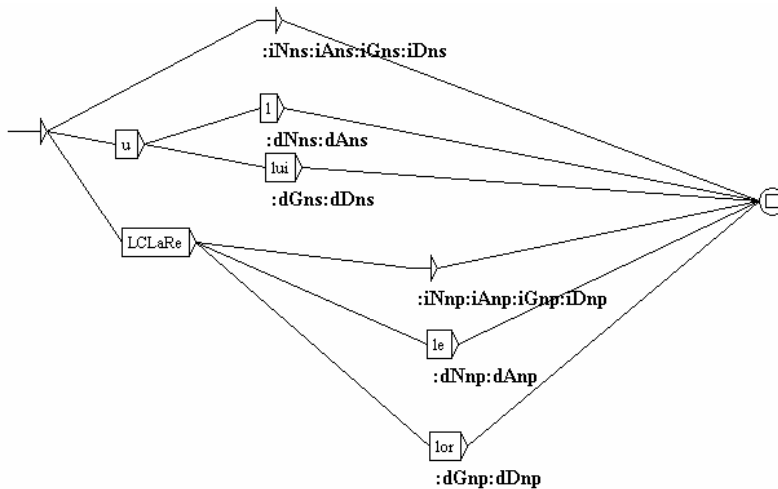 :iNns:iAns:iGns:iDns
l
:dNns:dAns
u
lui
:dGns:dDns
LCLaRe
:iNnp:iAnp:iGnp:iDnp
le
:dNnp:dAnp
lor
:dGnp:dDnp